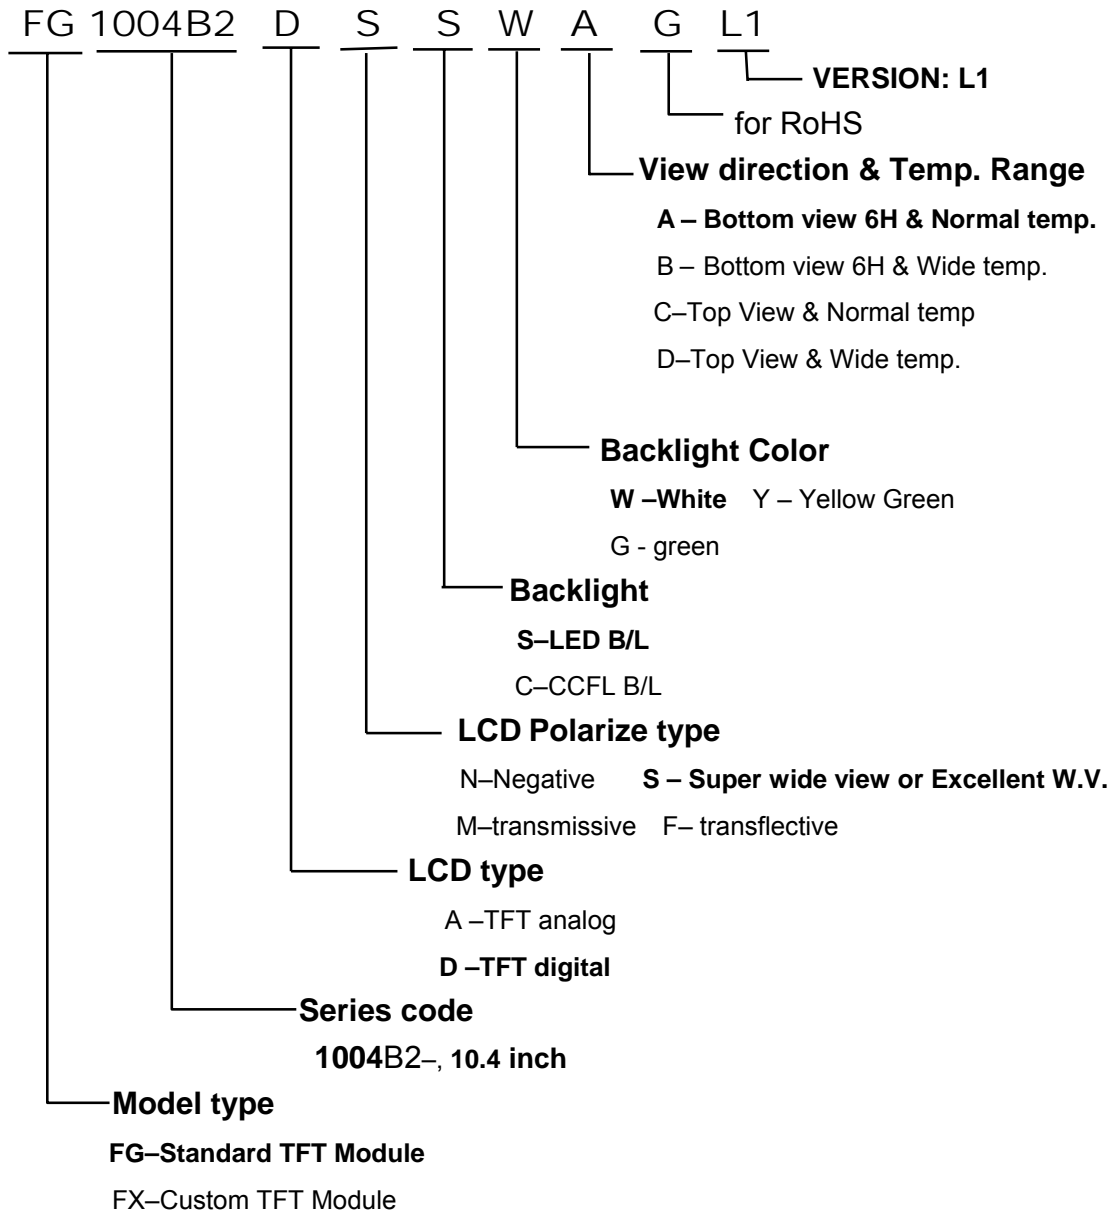 FG 1004B2 D S S W A G L1
VERSION: L1
for RoHS
View direction & Temp. Range
A – Bottom view 6H & Normal temp.
B – Bottom view 6H & Wide temp.
C–Top View & Normal temp
D–Top View & Wide temp.
Backlight Color
W –White Y – Yellow Green
G - green
Backlight
S–LED B/L
C–CCFL B/L
LCD Polarize type
N–Negative S – Super wide view or Excellent W.V.
M–transmissive F– transflective
LCD type
A –TFT analog
D –TFT digital
Series code
1004B2–, 10.4 inch
Model type
FG–Standard TFT Module
FX–Custom TFT Module